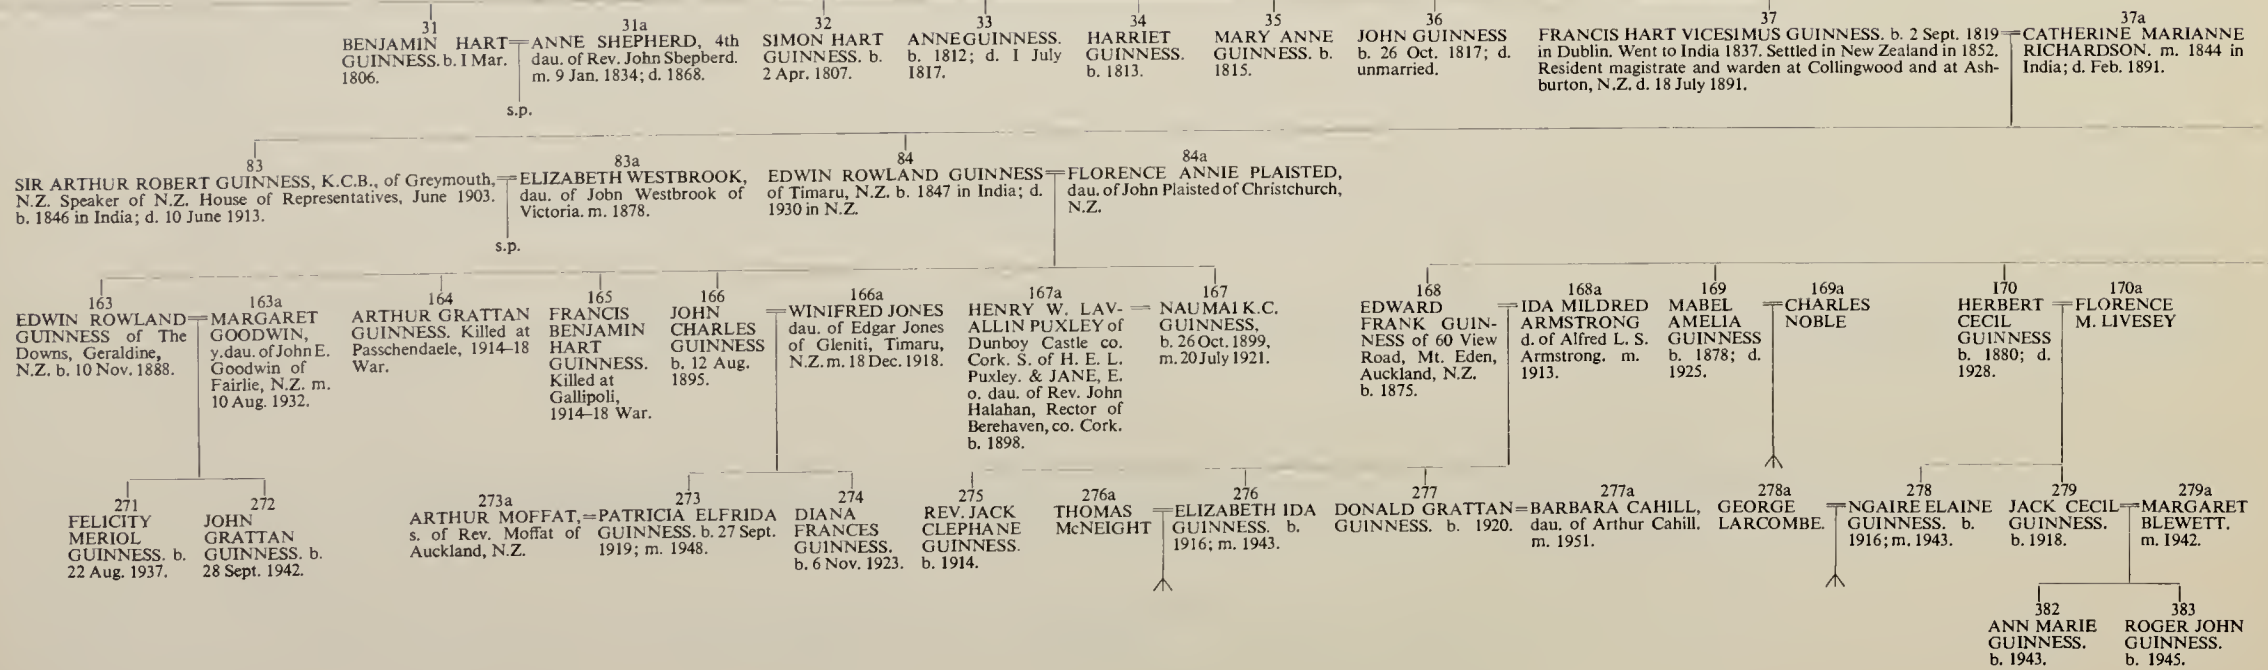 31
BENJAMIN HART
GUINNESS. b. 1 Mar.
1806.
31a
ANNE SHEPHERD, 4th
dau. of Rev. John Shepherd.
m. 9 Jan. 1834; d. 1868.
s.p.
32
SIMON HART
GUINNESS. b.
2 Apr. 1807.
33
ANNE GUINNESS.
b. 1812; d. 1 July
1817.
34
HARRIET
GUINNESS.
b. 1813.
35
MARY ANNE
GUINNESS. b.
1815.
36
JOHN GUINNESS
b. 26 Oct. 1817; d.
unmarried.
37
FRANCIS HART VICESIMUS GUINNESS. b. 2 Sept. 1819
in Dublin. Went to India 1837. Settled in New Zealand in 1852.
Resident magistrate and warden at Collingwood and at Ash-
burton, N.Z. d. 18 July 1891.
37a
CATHERINE MARIANNE
RICHARDSON. m. 1844 in
India; d. Feb. 1891.
83
SIR ARTHUR ROBERT GUINNESS, K.C.B., of Greymouth,
N.Z. Speaker of N.Z. House of Representatives, June 1903.
b. 1846 in India; d. 10 June 1913.
83a
ELIZABETH WESTBROOK,
dau. of John Westbrook of
Victoria. m. 1878.
s.p.
84
EDWIN ROWLAND GUINNESS
of Timaru, N.Z. b. 1847 in India; d.
1930 in N.Z.
84a
FLORENCE ANNIE PLAISTED,
dau. of John Plaisted of Christchurch,
N.Z.
163
EDWIN ROWLAND
GUINNESS of The
Downs, Geraldine,
N.Z. b. 10 Nov. 1888.
163a
MARGARET
GOODWIN,
y.dau. of John E.
Goodwin of
Fairlie, N.Z. m.
10 Aug. 1932.
164
ARTHUR GRATTAN
GUINNESS. Killed at
Passchendaele, 1914–18
War.
165
FRANCIS
BENJAMIN
HART
GUINNESS.
Killed at
Gallipoli,
1914–18 War.
166
JOHN
CHARLES
GUINNESS
b. 12 Aug.
1895.
166a
WINIFRED JONES
dau. of Edgar Jones
of Gleniti, Timaru,
N.Z. m. 18 Dec. 1918.
167a
HENRY W. LAV-
ALLIN PUXLEY of
Dunboy Castle co.
Cork. S. of H. E. L.
Puxley. & JANE, E.
o. dau. of Rev. John
Halahan, Rector of
Berehaven, co. Cork.
b. 1898.
167
NAUMAI K.C.
GUINNESS,
b. 26 Oct. 1899,
m. 20 July 1921.
168
EDWARD
FRANK GUIN-
NESS of 60 View
Road, Mt. Eden,
Auckland, N.Z.
b. 1875.
168a
IDA MILDRED
ARMSTRONG
d. of Alfred L. S.
Armstrong. m.
1913.
169
MABEL
AMELIA
GUINNESS
b. 1878; d.
1925.
169a
CHARLES
NOBLE
170
HERBERT
CECIL
GUINNESS
b. 1880; d.
1928.
170a
FLORENCE
M. LIVESEY
271
FELICITY
MERIOL
GUINNESS. b.
22 Aug. 1937.
272
JOHN
GRATTAN
GUINNESS. b.
28 Sept. 1942.
273a
ARTHUR MOFFAT,
s. of Rev. Moffat of
Auckland, N.Z.
273
PATRICIA ELFRIDA
GUINNESS. b. 27 Sept.
1919; m. 1948.
274
DIANA
FRANCES
GUINNESS.
b. 6 Nov. 1923.
275
REV. JACK
CLEPHANE
GUINNESS.
b. 1914.
276a
THOMAS
McNEIGHT
276
ELIZABETH IDA
GUINNESS. b.
1916; m. 1943.
277
DONALD GRATTAN
GUINNESS. b. 1920.
277a
BARBARA CAHILL,
dau. of Arthur Cahill.
m. 1951.
278a
GEORGE
LARCOMBE.
278
NGAIRE ELAINE
GUINNESS. b.
1916; m. 1943.
279
JACK CECIL
GUINNESS.
b. 1918.
279a
MARGARET
BLEWETT.
m. 1942.
382
ANN MARIE
GUINNESS.
b. 1943.
383
ROGER JOHN
GUINNESS.
b. 1945.